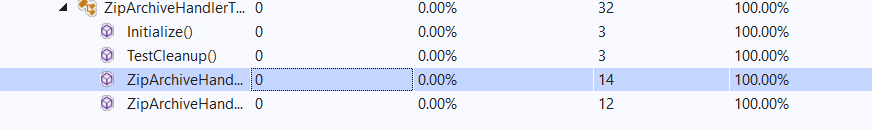 ZipArchiveHandlerT... 0 0.00% 32 100.00%
Initialize() 0 0.00% 3 100.00%
TestCleanup() 0 0.00% 3 100.00%
ZipArchiveHand... 0 0.00% 14 100.00%
ZipArchiveHand... 0 0.00% 12 100.00%